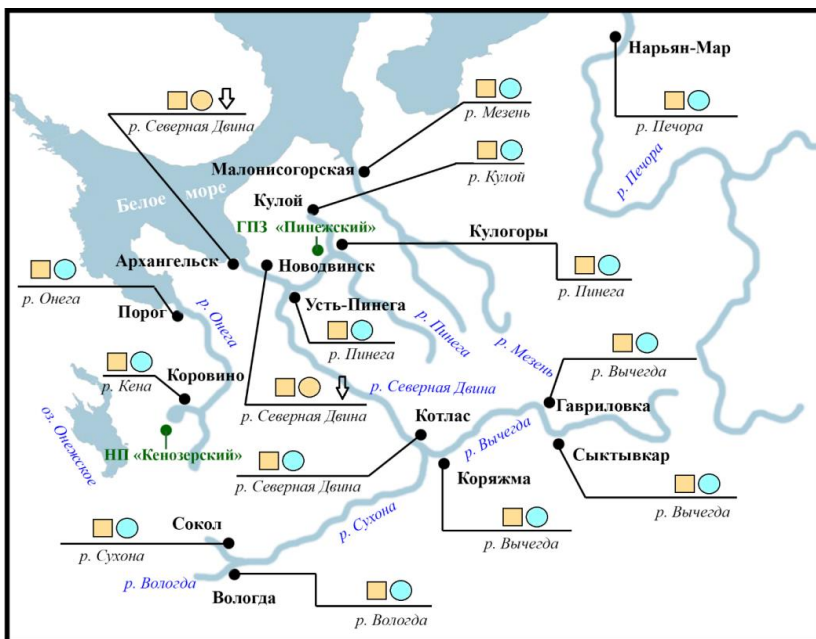 Нарьян-Мар
р. Печора
р. Печора
р. Северная Двина
р. Мезень
Малонисогорская
р. Кулой
Белое море
Кулой
ГПЗ «Пинежский»
Кулогоры
р. Пинега
Архангельск
Новодвинск
р. Онега
Порог
р. Онега
Усть-Пинега
р. Пинега
р. Пинега
р. Мезень
р. Вычегда
р. Кена
Коровино
р. Северная Двина
р. Северная Двина
Котлас
Гавриловка
оз. Онежское
НП «Кенозерский»
р. Вычегда
Сыктывкар
р. Северная Двина
Коряжма
р. Вычегда
Сокол
р. Сухона
р. Вычегда
р. Сухона
р. Вологда
Вологда
р. Вологда